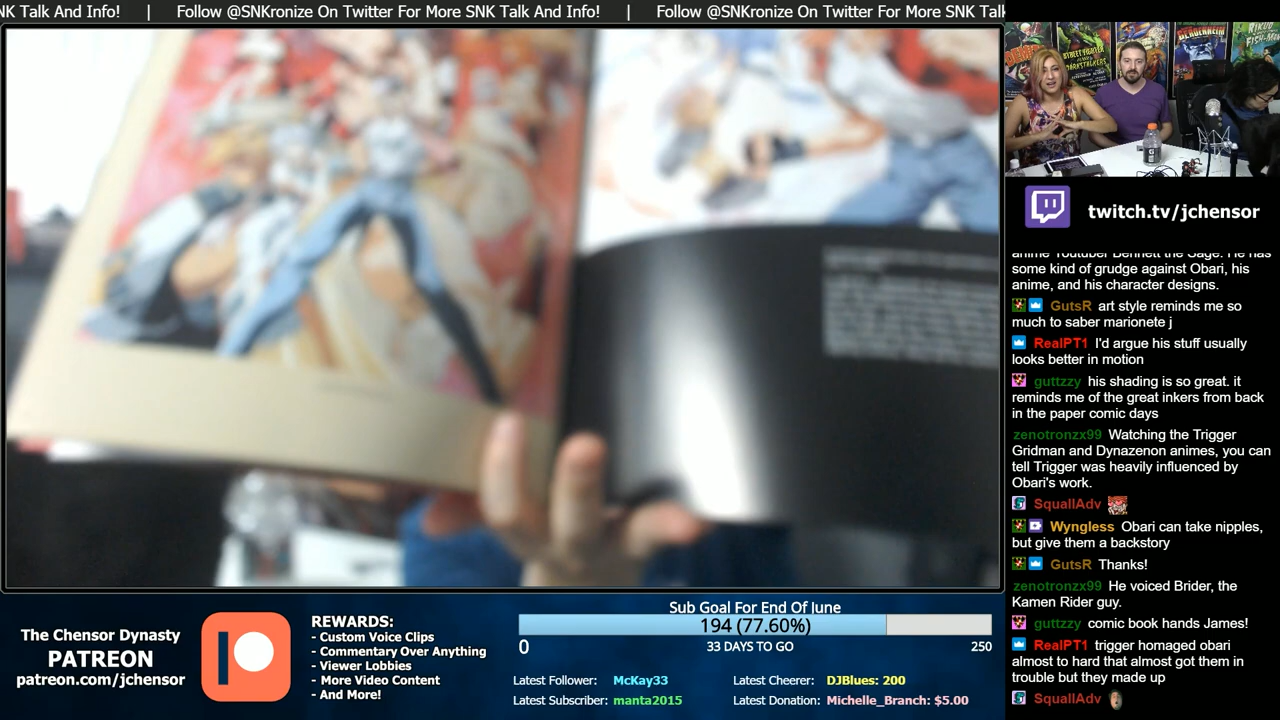 NK Talk And Info!     |     Follow @SNKronize On Twitter For More SNK Talk And Info!     |     Follow @SNKronize On Twitter For More SNK Talk
twitch.tv/jchensor
anime Youtuber Bennett the Sage. He has
some kind of grudge against Obari, his
anime, and his character designs.
GutsR art style reminds me so
much to saber marionete j
RealPT1 I'd argue his stuff usually
looks better in motion
guttzzy his shading is so great. it
reminds me of the great inkers from back
in the paper comic days
zenotronzx99 Watching the Trigger
Gridman and Dynazenon animes, you can
tell Trigger was heavily influenced by
Obari's work.
SquallAdv
Wyngless Obari can take nipples,
but give them a backstory
GutsR Thanks!
zenotronzx99 He voiced Brider, the
Kamen Rider guy.
guttzzy comic book hands James!
RealPT1 trigger homaged obari
almost to hard that almost got them in
trouble but they made up
SquallAdv
The Chensor Dynasty
PATREON
patreon.com/jchensor
REWARDS:
- Custom Voice Clips
- Commentary Over Anything
- Viewer Lobbies
- More Video Content
- And More!
Sub Goal For End Of June
194 (77.60%)
0 33 DAYS TO GO 250
Latest Follower: McKay33 Latest Cheerer: DJBlues: 200
Latest Subscriber: manta2015 Latest Donation: Michelle_Branch: $5.00